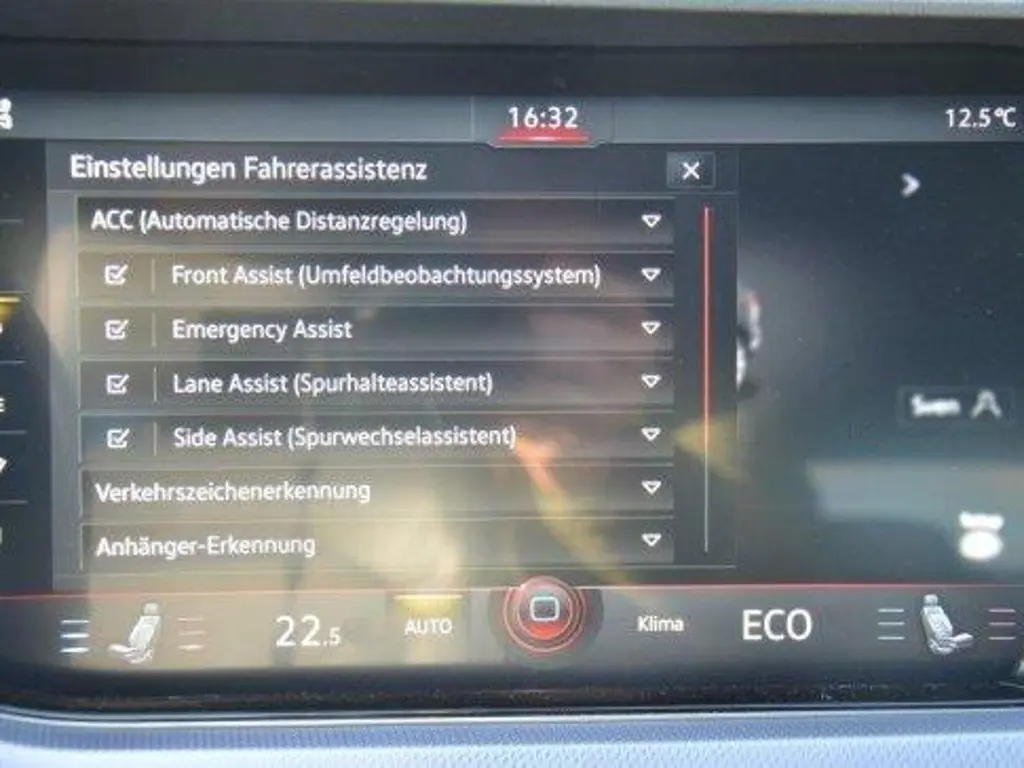 16:32
12.5°C
Einstellungen Fahrerassistenz
ACC (Automatische Distanzregelung)
Front Assist (Umfeldbeobachtungssystem)
Emergency Assist
Lane Assist (Spurhalteassistent)
Side Assist (Spurwechselassistent)
Verkehrszeichenerkennung
Anhänger-Erkennung
22.5
AUTO
Klima
ECO